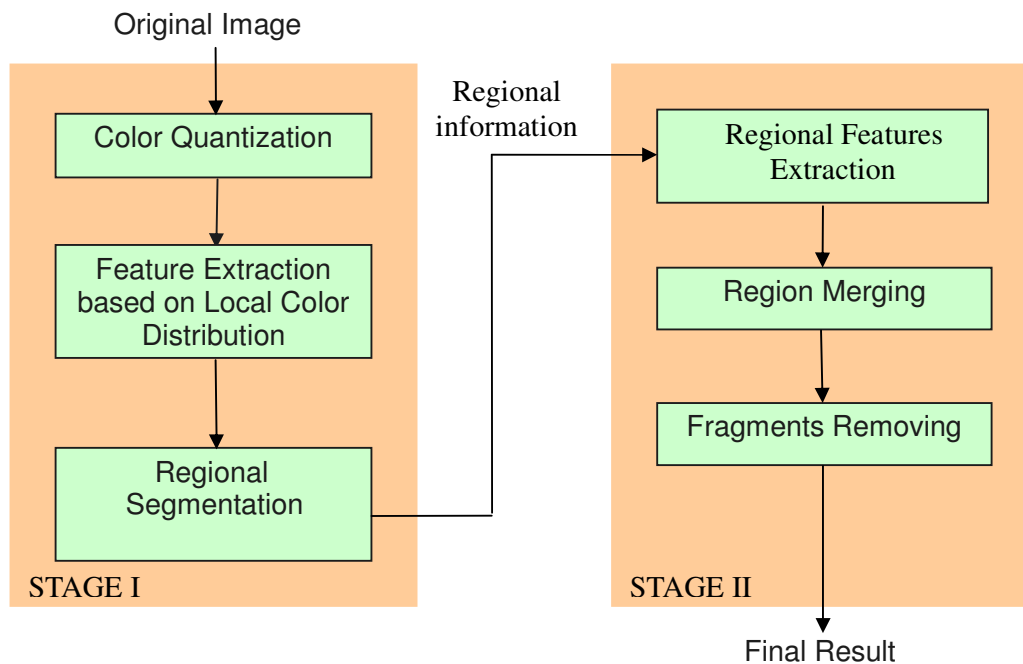 Original Image
Color Quantization
Feature Extraction
based on Local Color
Distribution
Regional
Segmentation
STAGE I
Regional
information
Regional Features
Extraction
Region Merging
Fragments Removing
STAGE II
Final Result